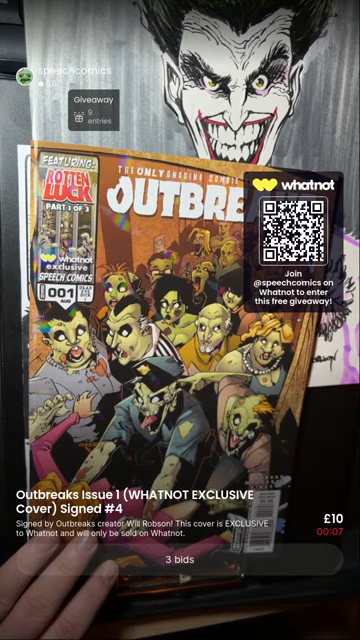 speechcomics
★ 5.0
Giveaway
9
entries
FEATURING:
ROTTEN
LUCK
PART 1 OF 3
whatnot
exclusive
SPEECH COMICS
001
AUG
THE ONLY ONGOING ZOMBIE
OUTBRE
whatnot
Join
@speechcomics on
Whatnot to enter
this free giveaway!
Outbreaks Issue 1 (WHATNOT EXCLUSIVE
Cover) Signed #4
Signed by Outbreaks creator Will Robson! This cover is EXCLUSIVE
to Whatnot and will only be sold on Whatnot.
£10
00:07
3 bids